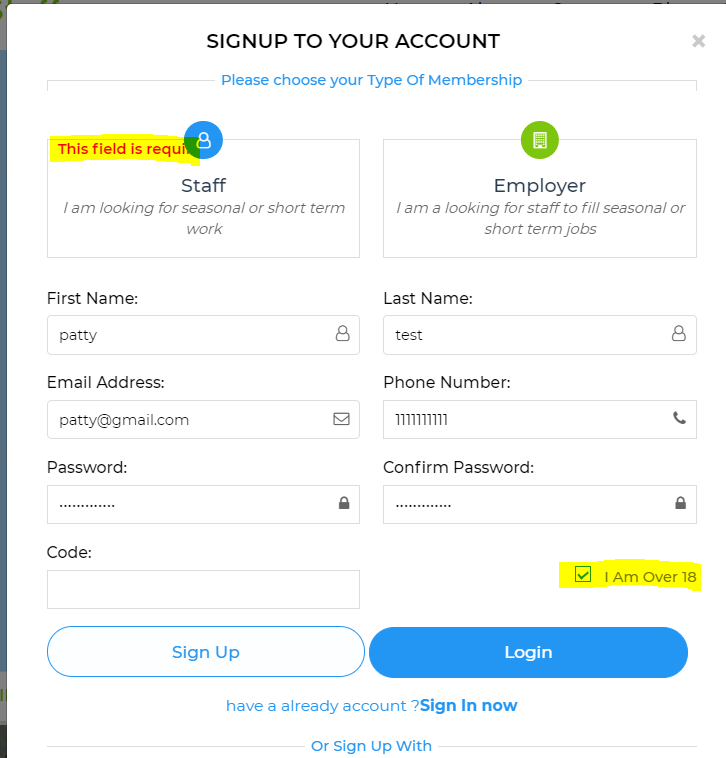 SIGNUP TO YOUR ACCOUNT
Please choose your Type Of Membership
This field is requi
Staff
I am looking for seasonal or short term
work
Employer
I am a looking for staff to fill seasonal or
short term jobs
First Name:
Last Name:
patty
test
Email Address:
Phone Number:
patty@gmail.com
1111111111
Password:
Confirm Password:
Code:
I Am Over 18
Sign Up
Login
have a already account ?Sign In now
Or Sign Up With